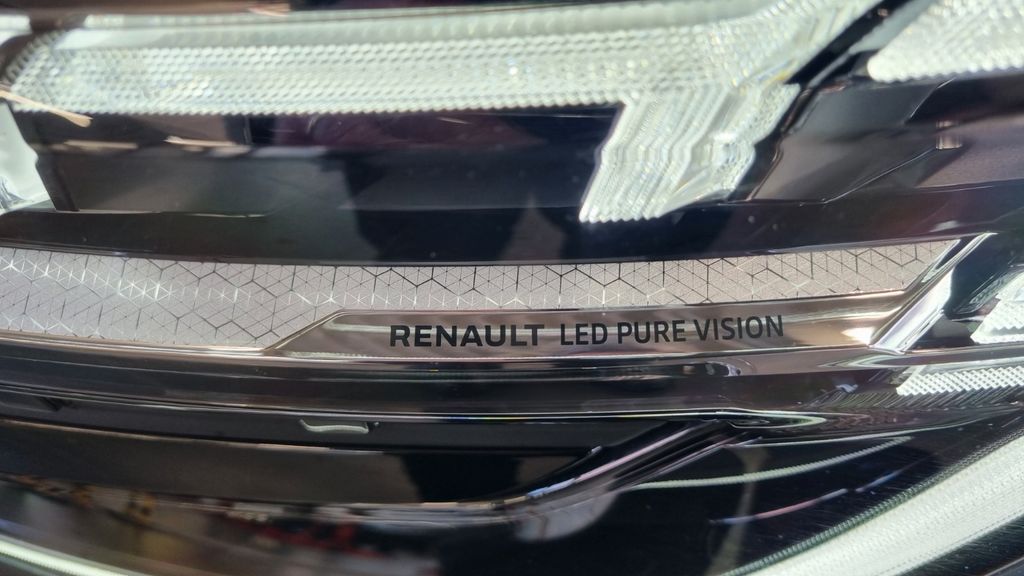 RENAULT LED PURE VISION